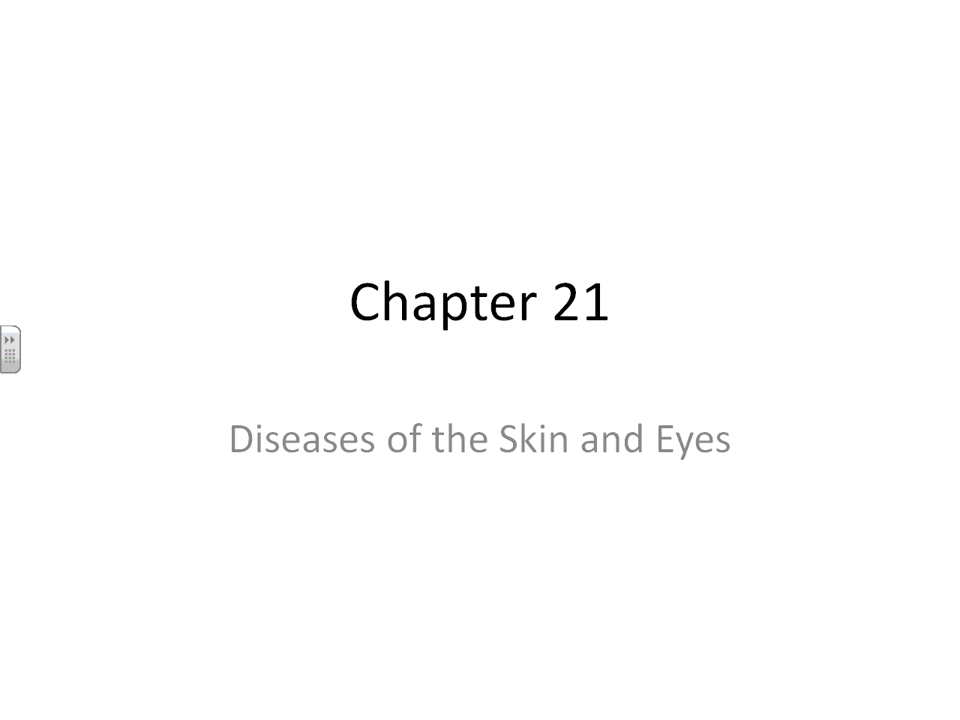 Chapter 21
Diseases of the Skin and Eyes